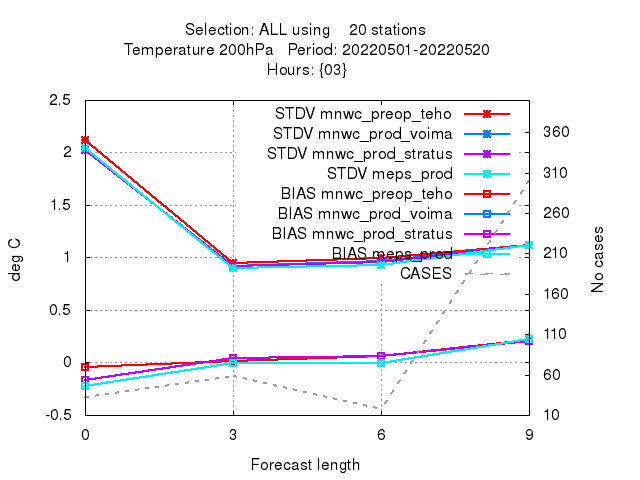 Selection: ALL using 20 stations
Temperature 200hPa Period: 20220501-20220520
Hours: {03}
2.5
2
1.5
1
0.5
0
-0.5
deg C
STDV mnwc_preop_teho
STDV mnwc_prod_voima
STDV mnwc_prod_stratus
STDV meps_prod
BIAS mnwc_preop_teho
BIAS mnwc_prod_voima
BIAS mnwc_prod_stratus
BIAS meps_prod
CASES
360
310
260
210
160
110
60
10
No cases
0 3 6 9
Forecast length